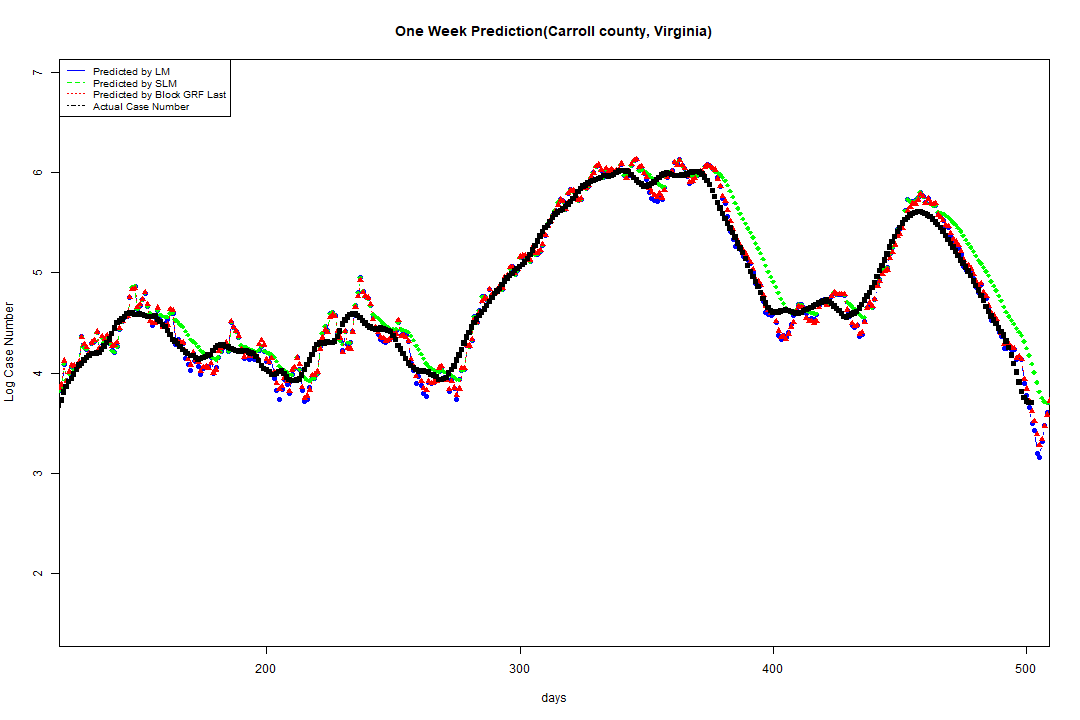 One Week Prediction(Carroll county, Virginia)
Predicted by LM
Predicted by SLM
Predicted by Block GRF Last
Actual Case Number
7
6
5
4
3
2
Log Case Number
200 300 400 500
days